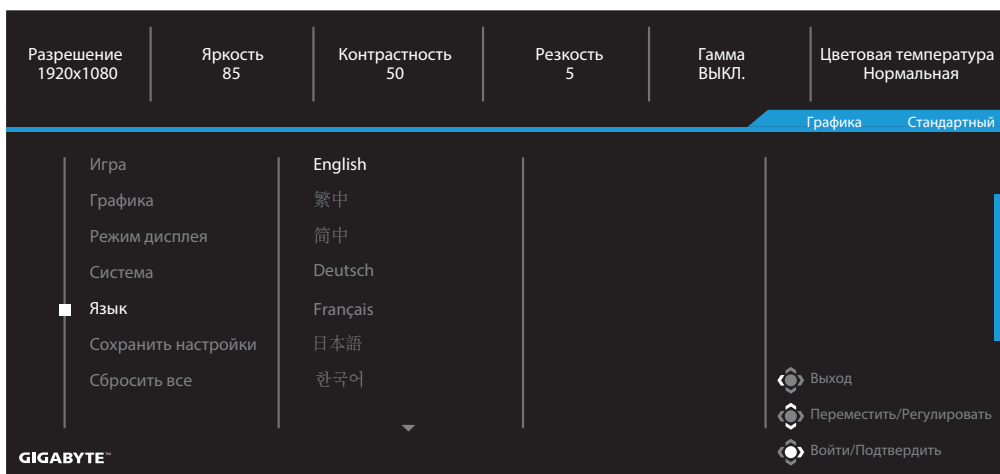 Разрешение
1920x1080
Яркость
85
Контрастность
50
Резкость
5
Гамма
ВЫКЛ.
Цветовая температура
Нормальная
Графика Стандартный
Игра
Графика
Режим дисплея
Система
Язык
Сохранить настройки
Сбросить все
English
繁中
简中
Deutsch
Français
日本語
한국어
Выход
Переместить/Регулировать
Войти/Подтвердить
GIGABYTE™